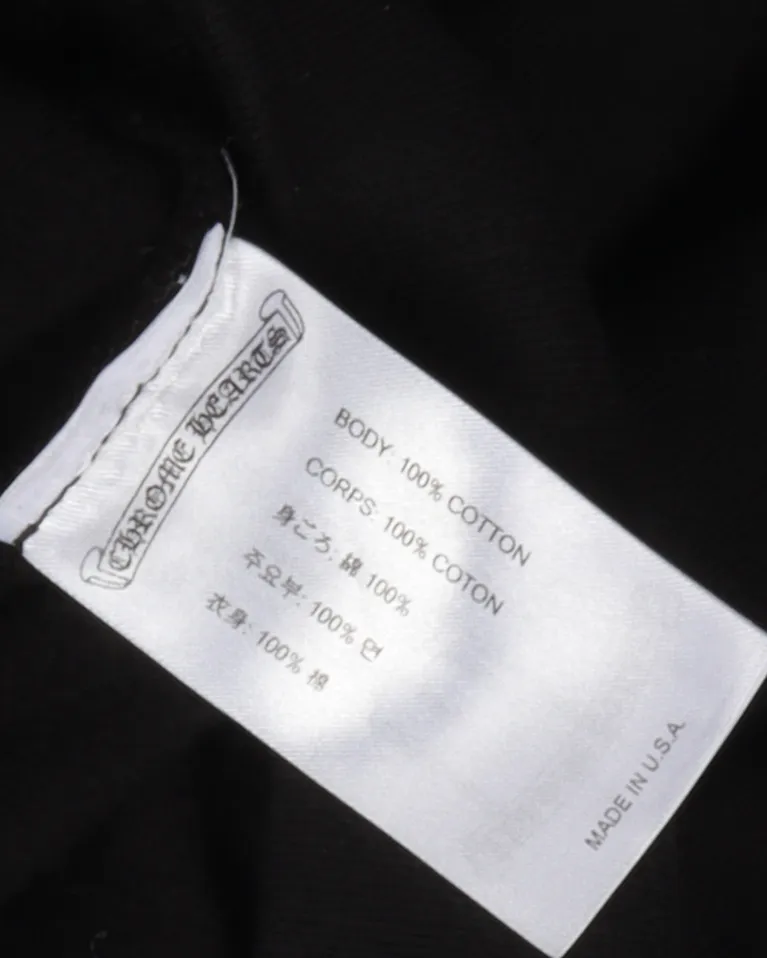 CHROME HEARTS
BODY: 100% COTTON
CORPS: 100% COTON
身ごろ: 綿 100%
주요부: 100% 면
衣身: 100% 棉
MADE IN U.S.A.